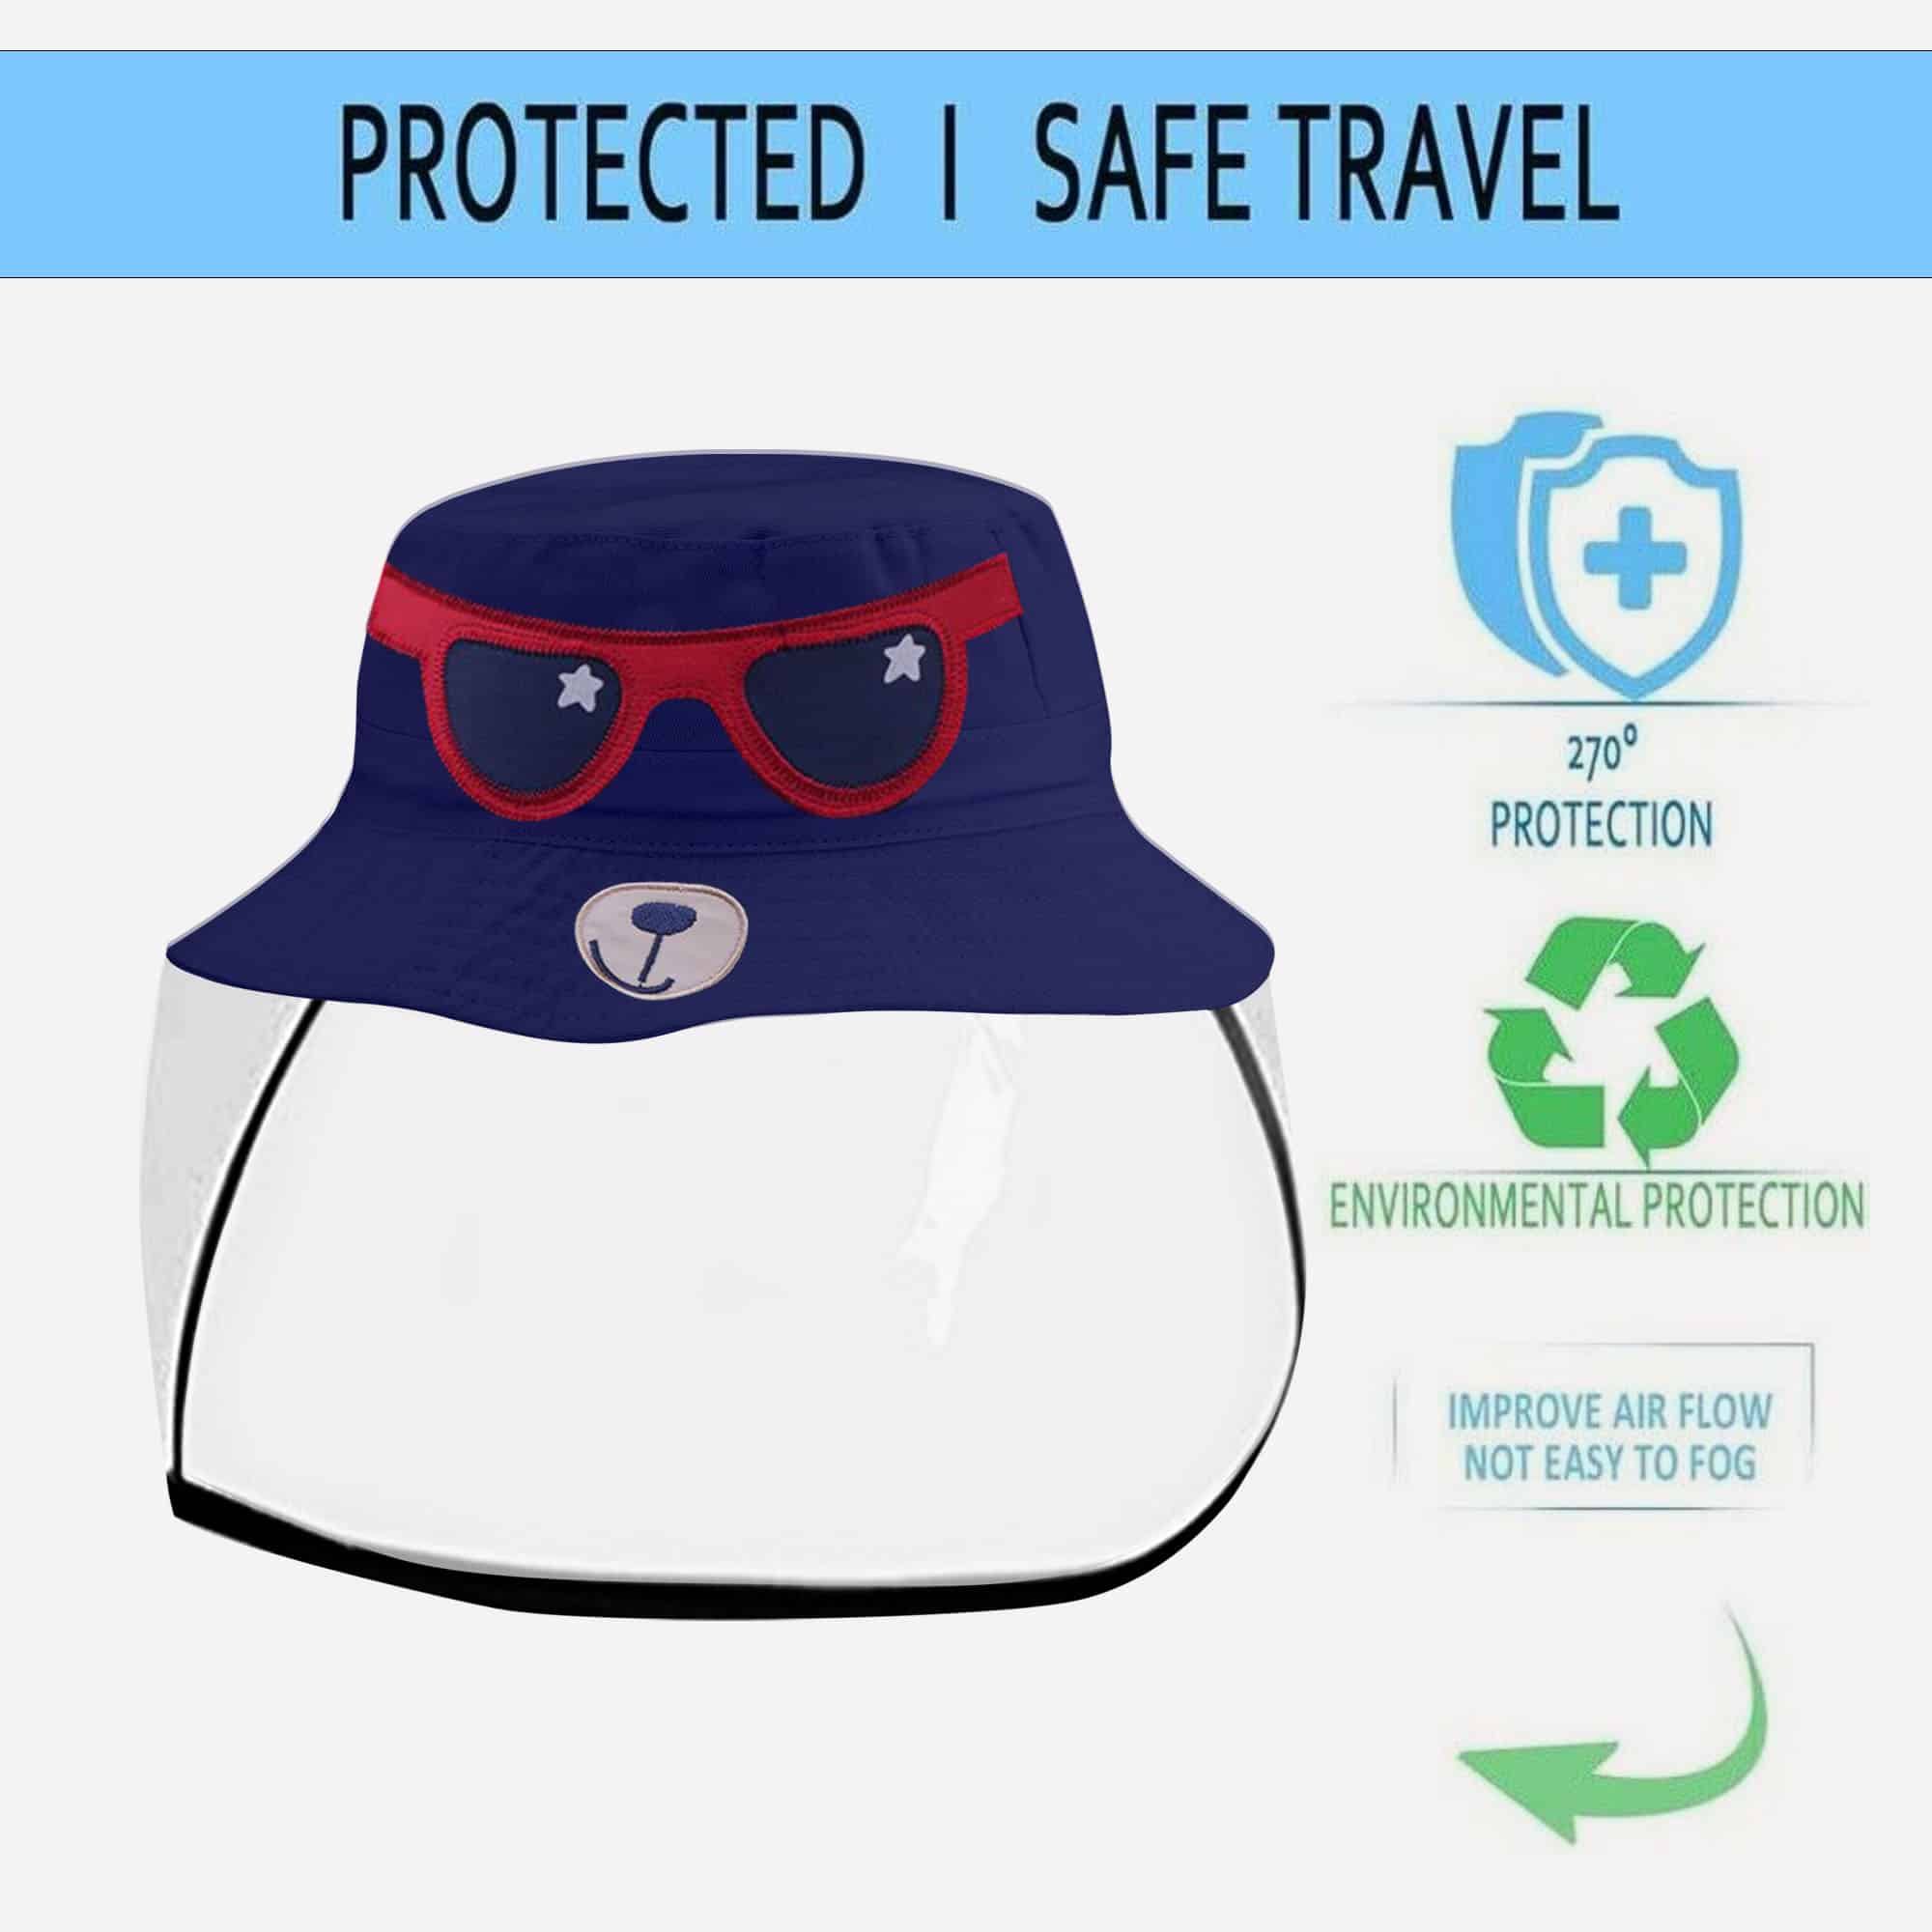 PROTECTED | SAFE TRAVEL
270°
PROTECTION
ENVIRONMENTAL PROTECTION
IMPROVE AIR FLOW
NOT EASY TO FOG